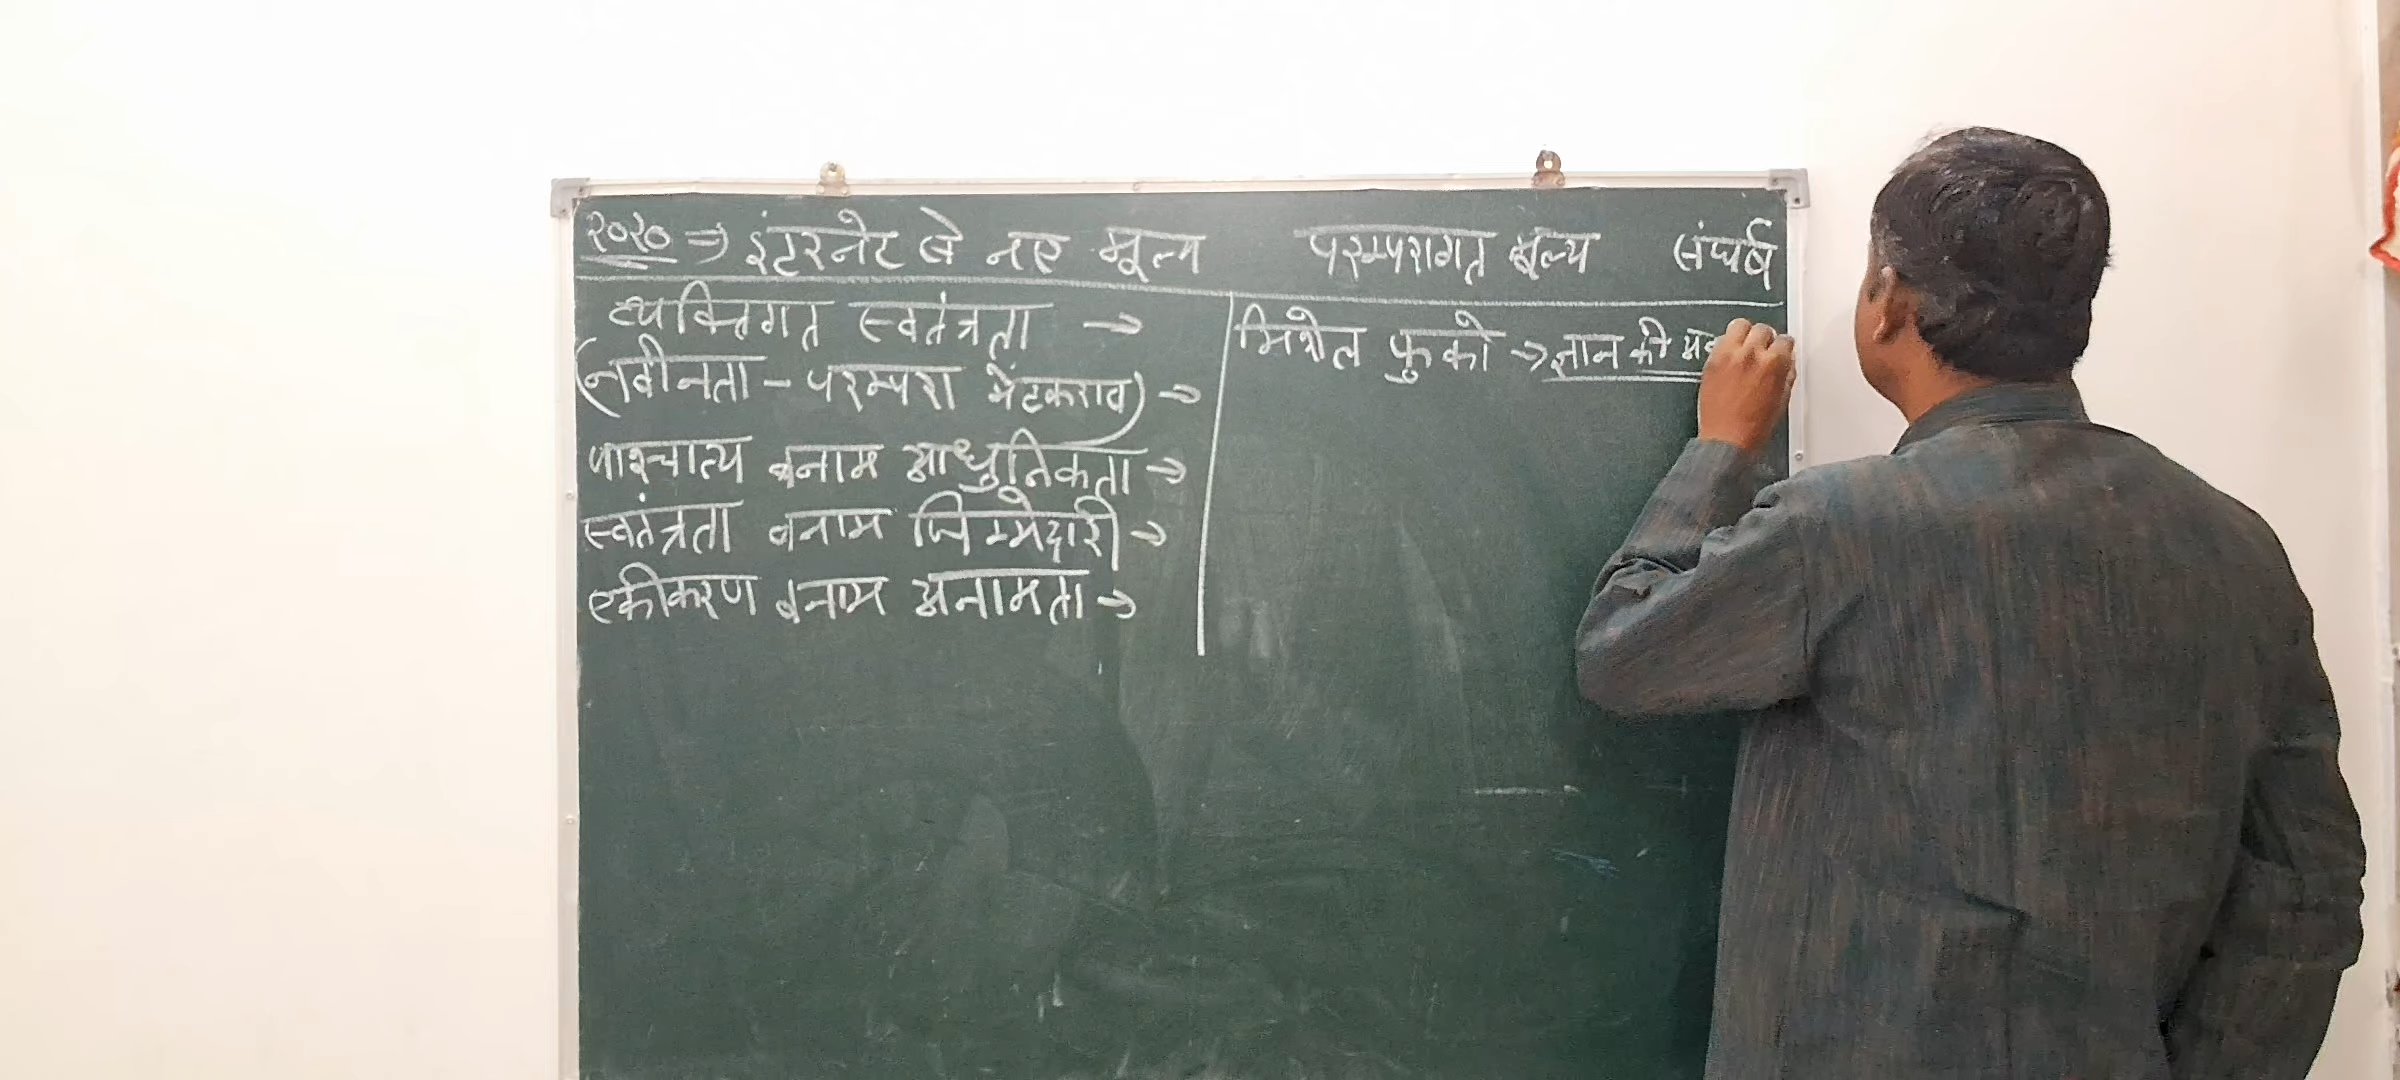 २०२० ⇒ इंटरनेट ने नए मूल्य परम्परागत मूल्य संघर्ष
व्यक्तिगत स्वतंत्रता →
(नवीनता - परम्परा में टकराव) →
पाश्चात्य बनाम आधुनिकता →
स्वतंत्रता बनाम जिम्मेदारी →
एकीकरण बनाम अनामता →
मिशेल फुको → ज्ञान की